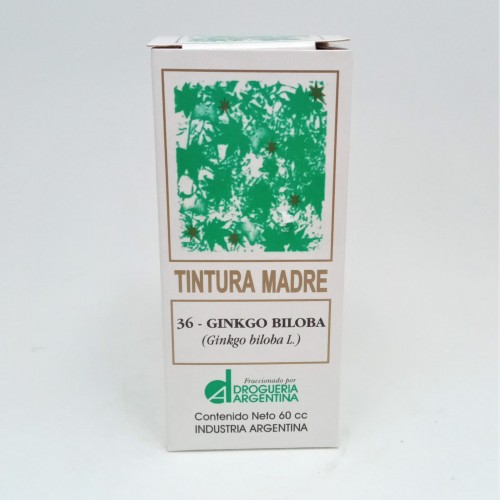 TINTURA MADRE
36 - GINKGO BILOBA
(Ginkgo biloba L.)
Fraccionado por
DROGUERIA
ARGENTINA
Contenido Neto 60 cc
INDUSTRIA ARGENTINA